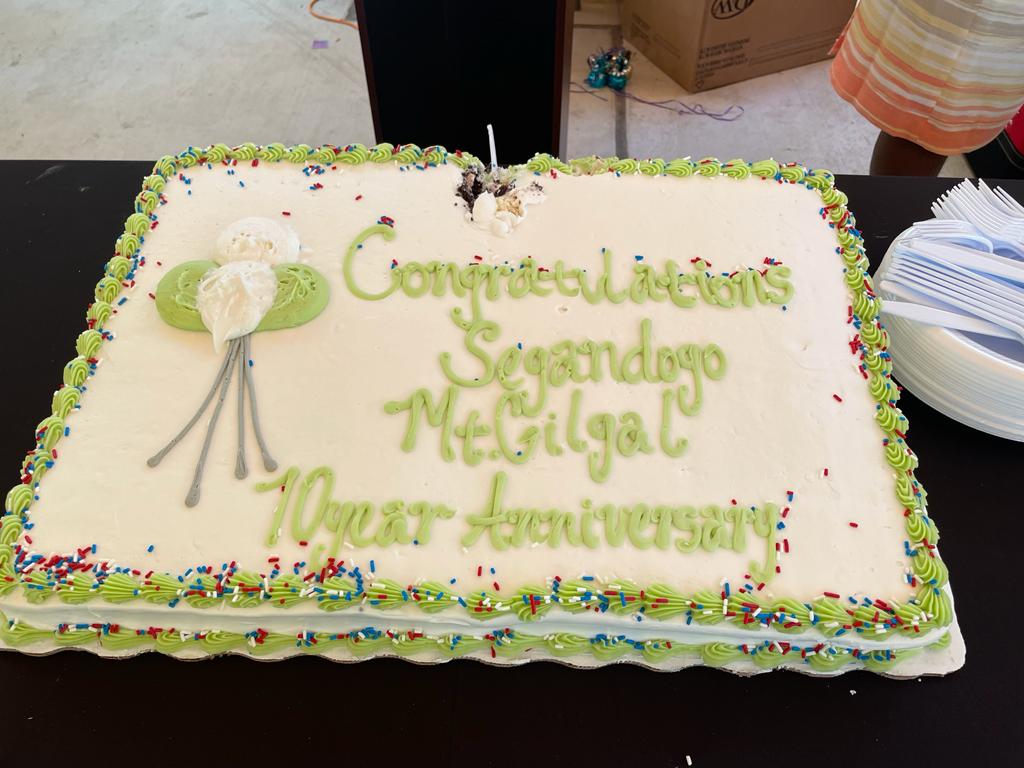 Congratulations
Segandogo
Mt.Gilgal
10year Anniversary